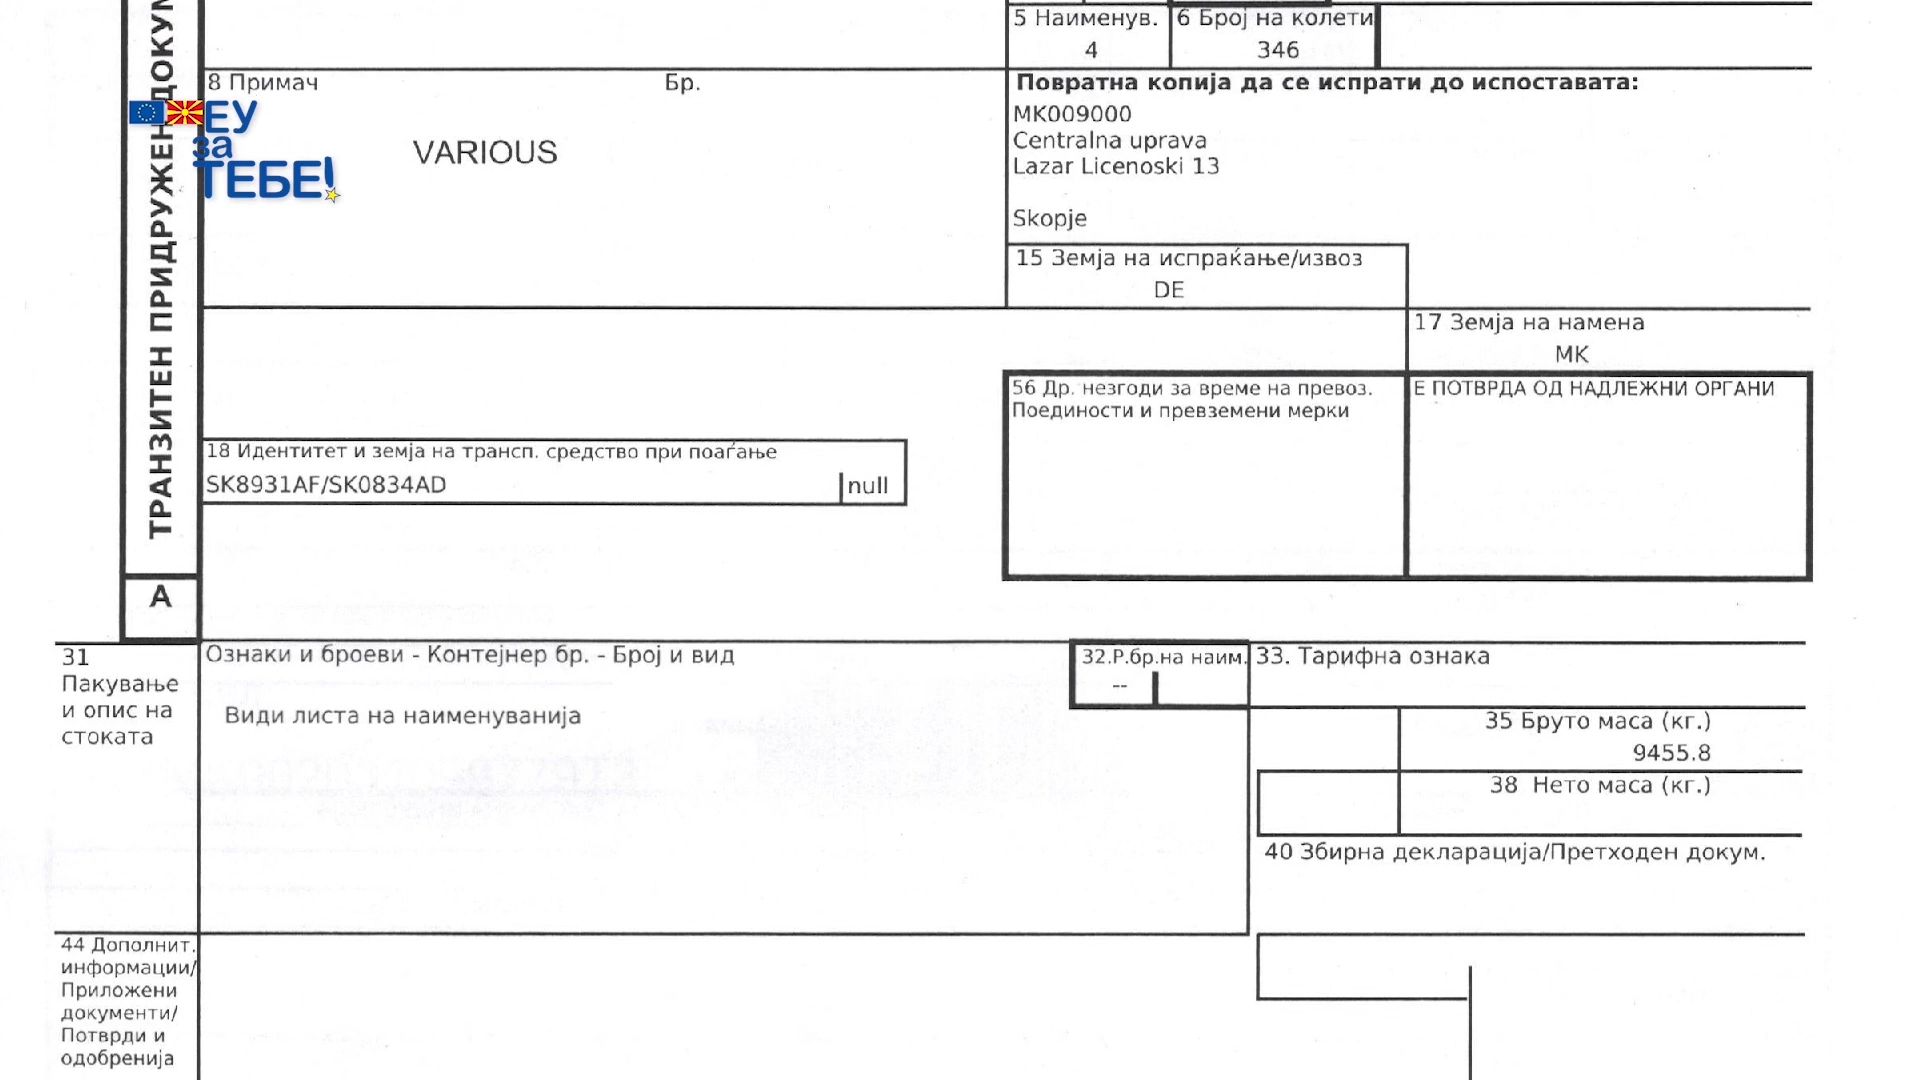 ТРАНЗИТЕН ПРИДРУЖЕН ДОКУМ
5 Наименув.
4
6 Број на колети
346
8 Примач
Бр.
VARIOUS
ЕУ
за
ТЕБЕ!
Повратна копија да се испрати до испоставата:
MK009000
Centralna uprava
Lazar Licenoski 13
Skopje
15 Земја на испраќање/извоз
DE
17 Земја на намена
MK
56 Др. незгоди за време на превоз.
Поединости и превземени мерки
Е ПОТВРДА ОД НАДЛЕЖНИ ОРГАНИ
18 Идентитет и земја на трансп. средство при поаѓање
SK8931AF/SK0834AD
null
A
31
Пакување
и опис на
стоката
Ознаки и броеви - Контејнер бр. - Број и вид
Види листа на наименуванија
32.Р.бр.на наим.
--
33. Тарифна ознака
35 Бруто маса (кг.)
9455.8
38 Нето маса (кг.)
40 Збирна декларација/Претходен докум.
44 Дополнит.
информации/
Приложени
документи/
Потврди и
одобренија